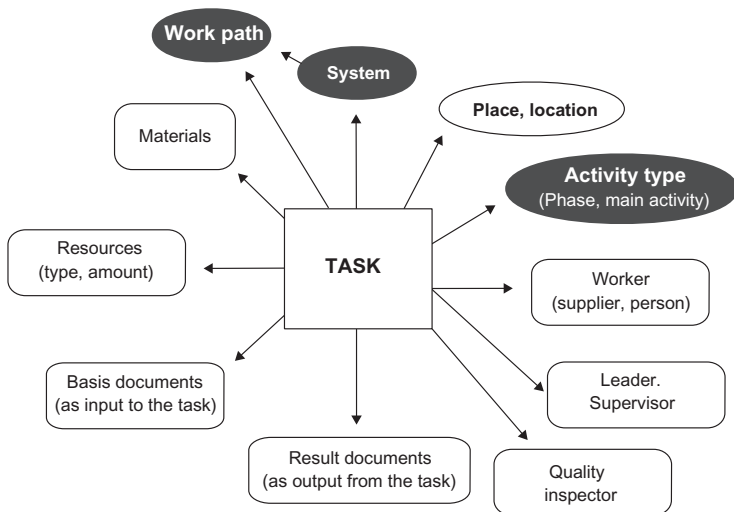 Work path
System
Place, location
Materials
Activity type
(Phase, main activity)
Resources
(type, amount)
TASK
Worker
(supplier, person)
Basis documents
(as input to the task)
Leader.
Supervisor
Result documents
(as output from the task)
Quality
inspector